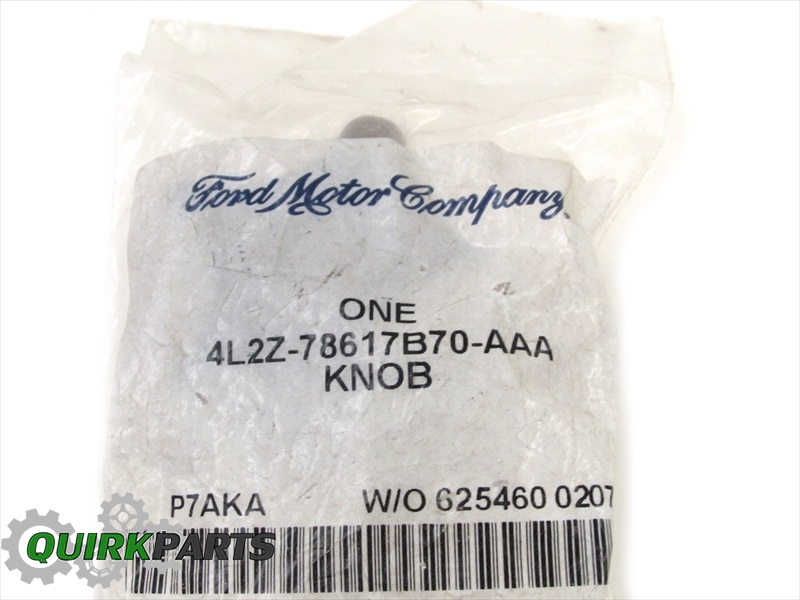 Ford Motor Company
ONE
4L2Z-78617B70-AAA
KNOB
P7AKA W/O 625460 0207
QUIRKPARTS